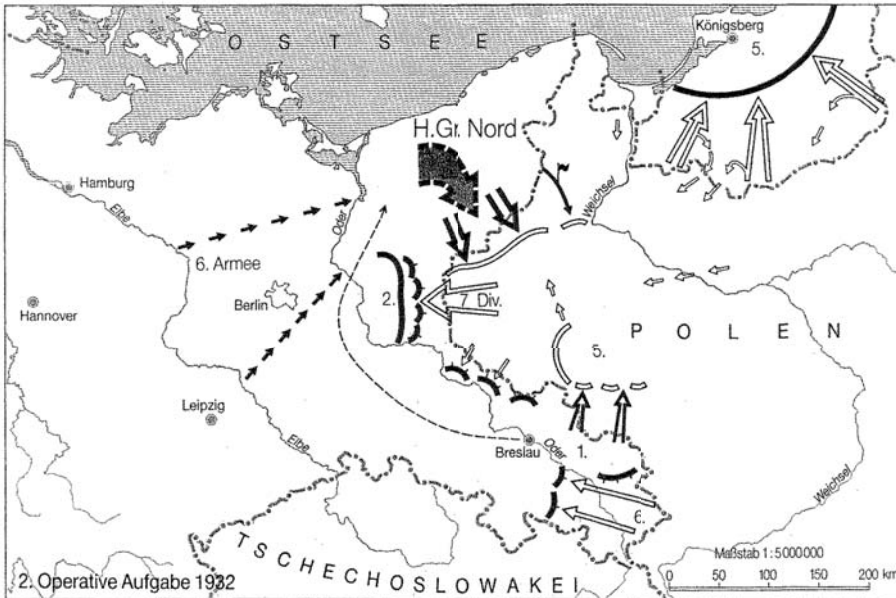 OSTSEE
Königsberg
5.
H.Gr. Nord
Hamburg
Elbe
Oder
Weichsel
6. Armee
Berlin
2.
7 Div.
Hannover
POLEN
5.
Leipzig
Elbe
Breslau
Oder
1.
6.
Weichsel
TSCHECHOSLOWAKEI
Maßstab 1:5000000
0 50 100 150 200 km
2. Operative Aufgabe 1932